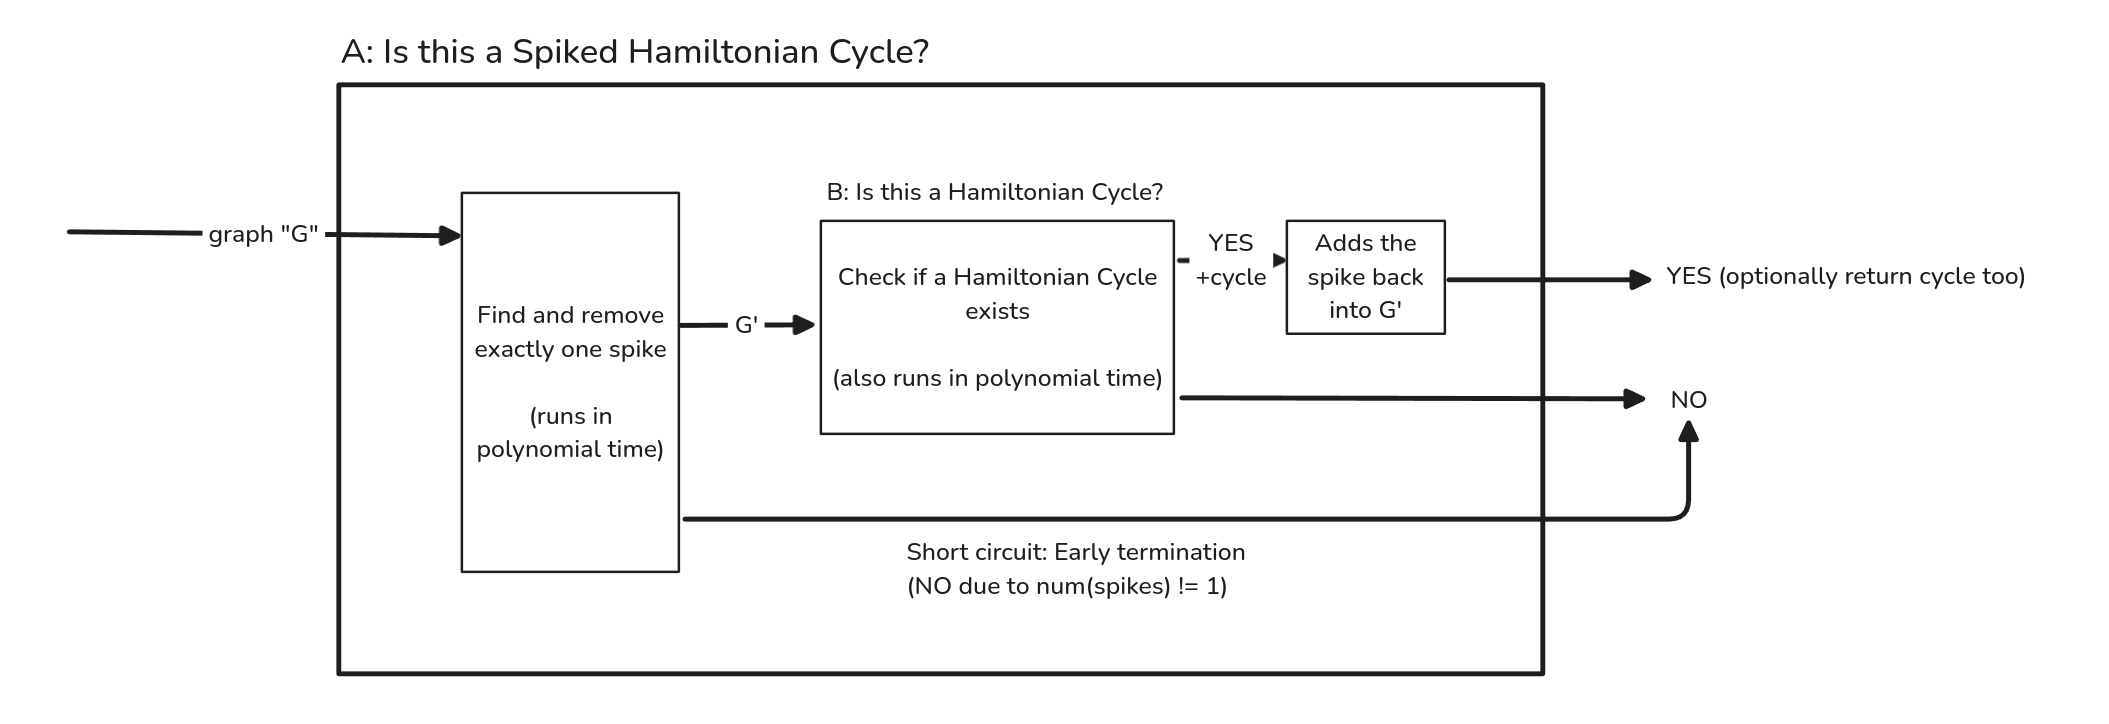 A: Is this a Spiked Hamiltonian Cycle?
graph "G"
Find and remove
exactly one spike
(runs in
polynomial time)
G'
B: Is this a Hamiltonian Cycle?
Check if a Hamiltonian Cycle
exists
(also runs in polynomial time)
YES
+cycle
Adds the
spike back
into G'
YES (optionally return cycle too)
NO
Short circuit: Early termination
(NO due to num(spikes) != 1)